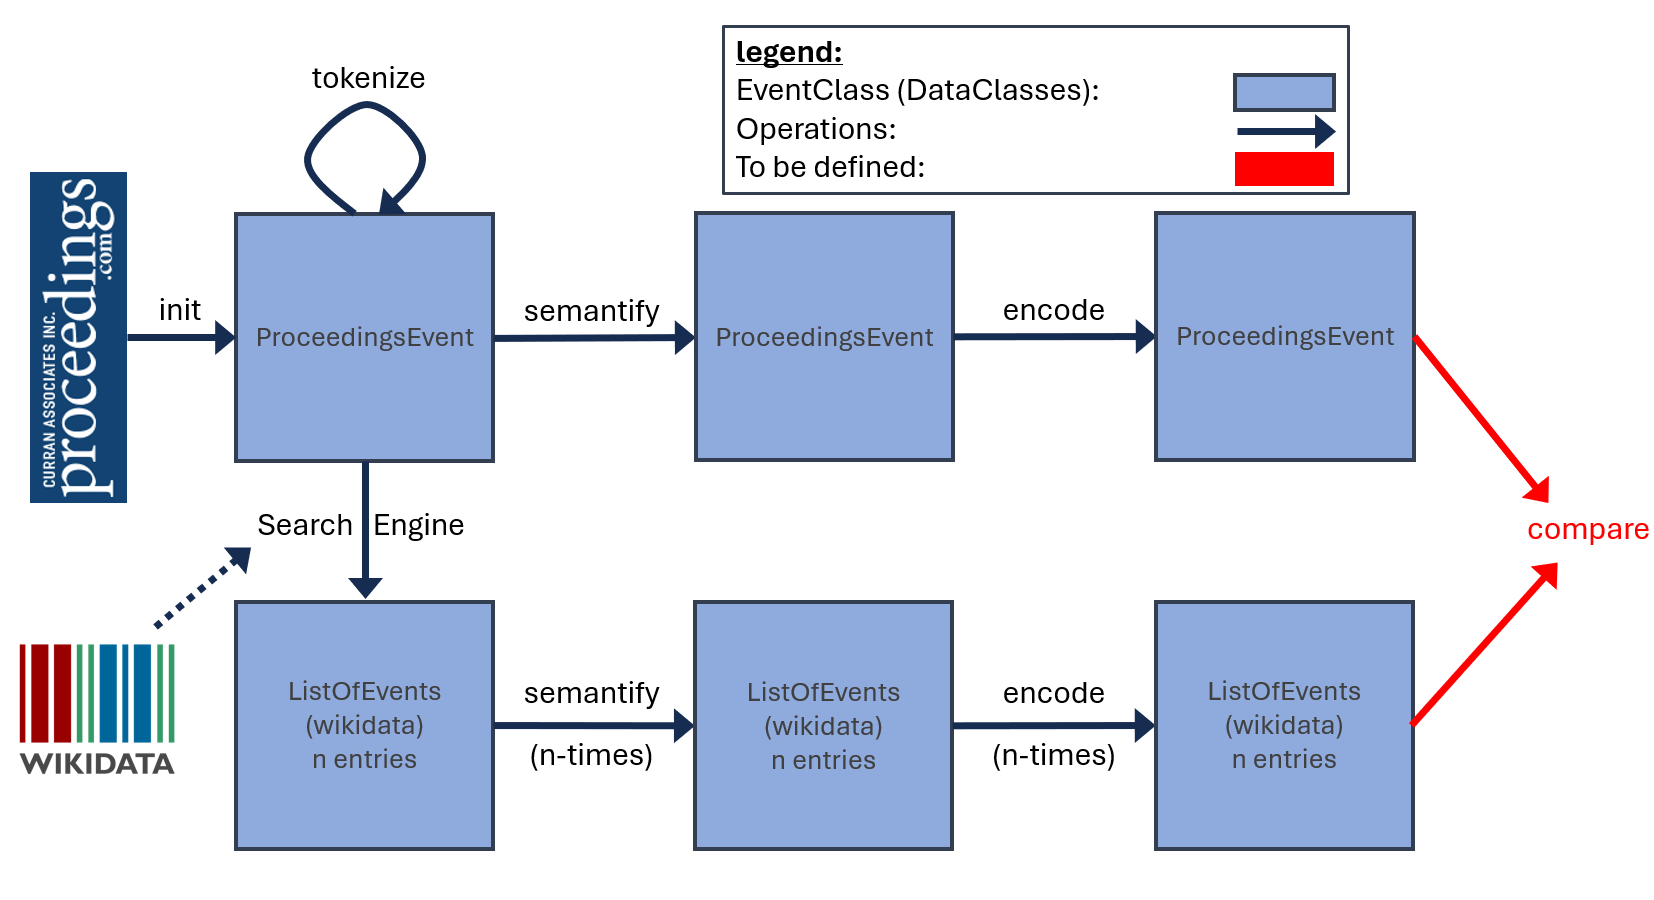 legend:
EventClass (DataClasses):
Operations:
To be defined:
tokenize
CURRAN ASSOCIATES INC.
proceedings
.com
init
ProceedingsEvent
semantify
ProceedingsEvent
encode
ProceedingsEvent
Search Engine
compare
WIKIDATA
ListOfEvents
(wikidata)
n entries
semantify
(n-times)
ListOfEvents
(wikidata)
n entries
encode
(n-times)
ListOfEvents
(wikidata)
n entries